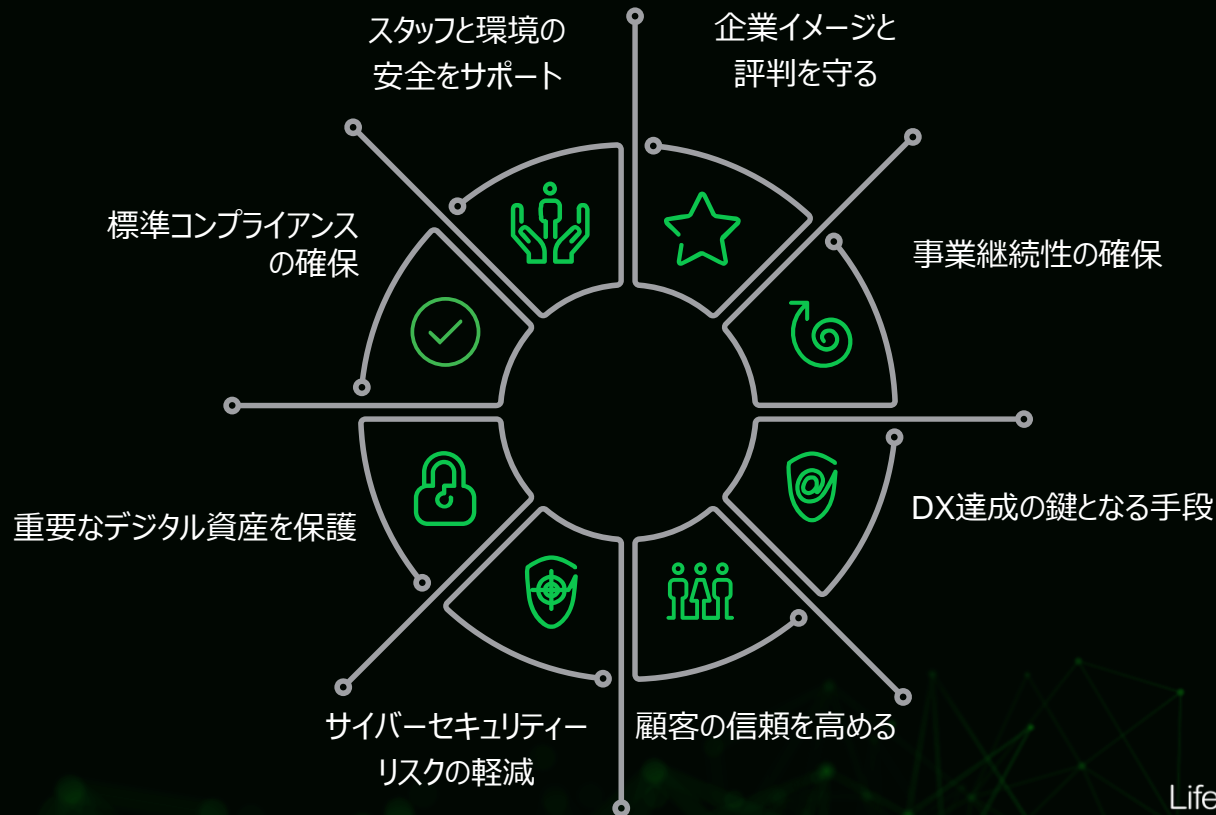 スタッフと環境の
安全をサポート
企業イメージと
評判を守る
標準コンプライアンス
の確保
事業継続性の確保
重要なデジタル資産を保護
DX達成の鍵となる手段
サイバーセキュリティー
リスクの軽減
顧客の信頼を高める
Life